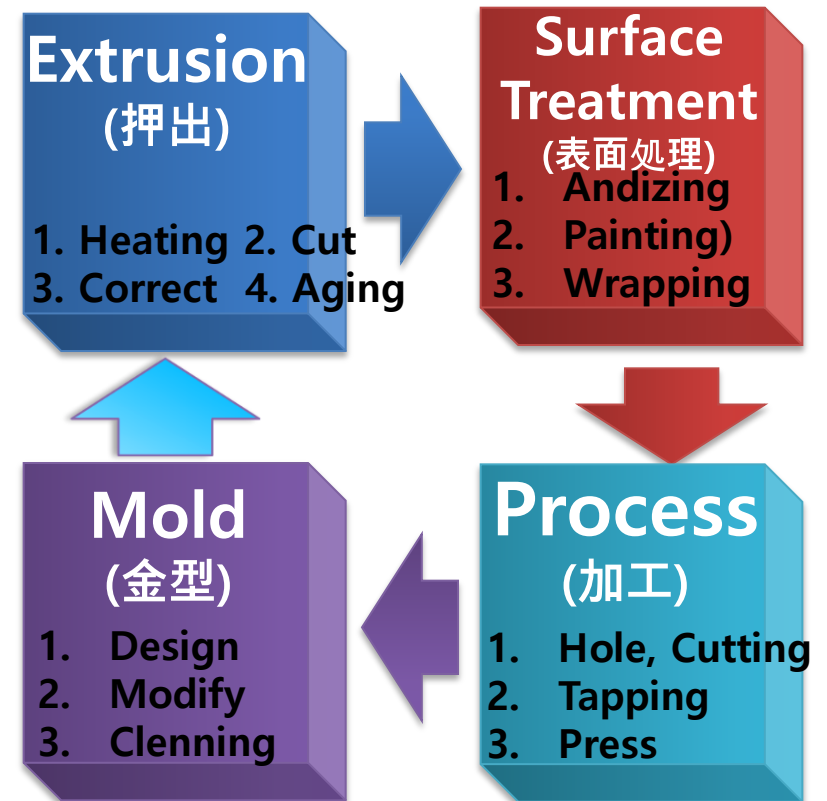 Extrusion
(押出)
1. Heating 2. Cut
3. Correct 4. Aging
Surface
Treatment
(表面処理)
1. Andizing
2. Painting)
3. Wrapping
Mold
(金型)
1. Design
2. Modify
3. Clenning
Process
(加工)
1. Hole, Cutting
2. Tapping
3. Press